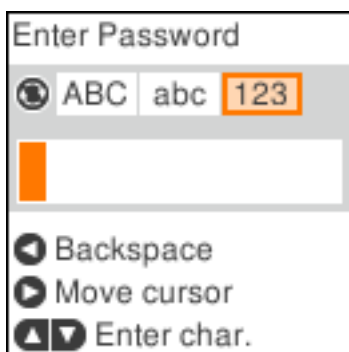 Enter Password
ABC abc 123
Backspace
Move cursor
Enter char.